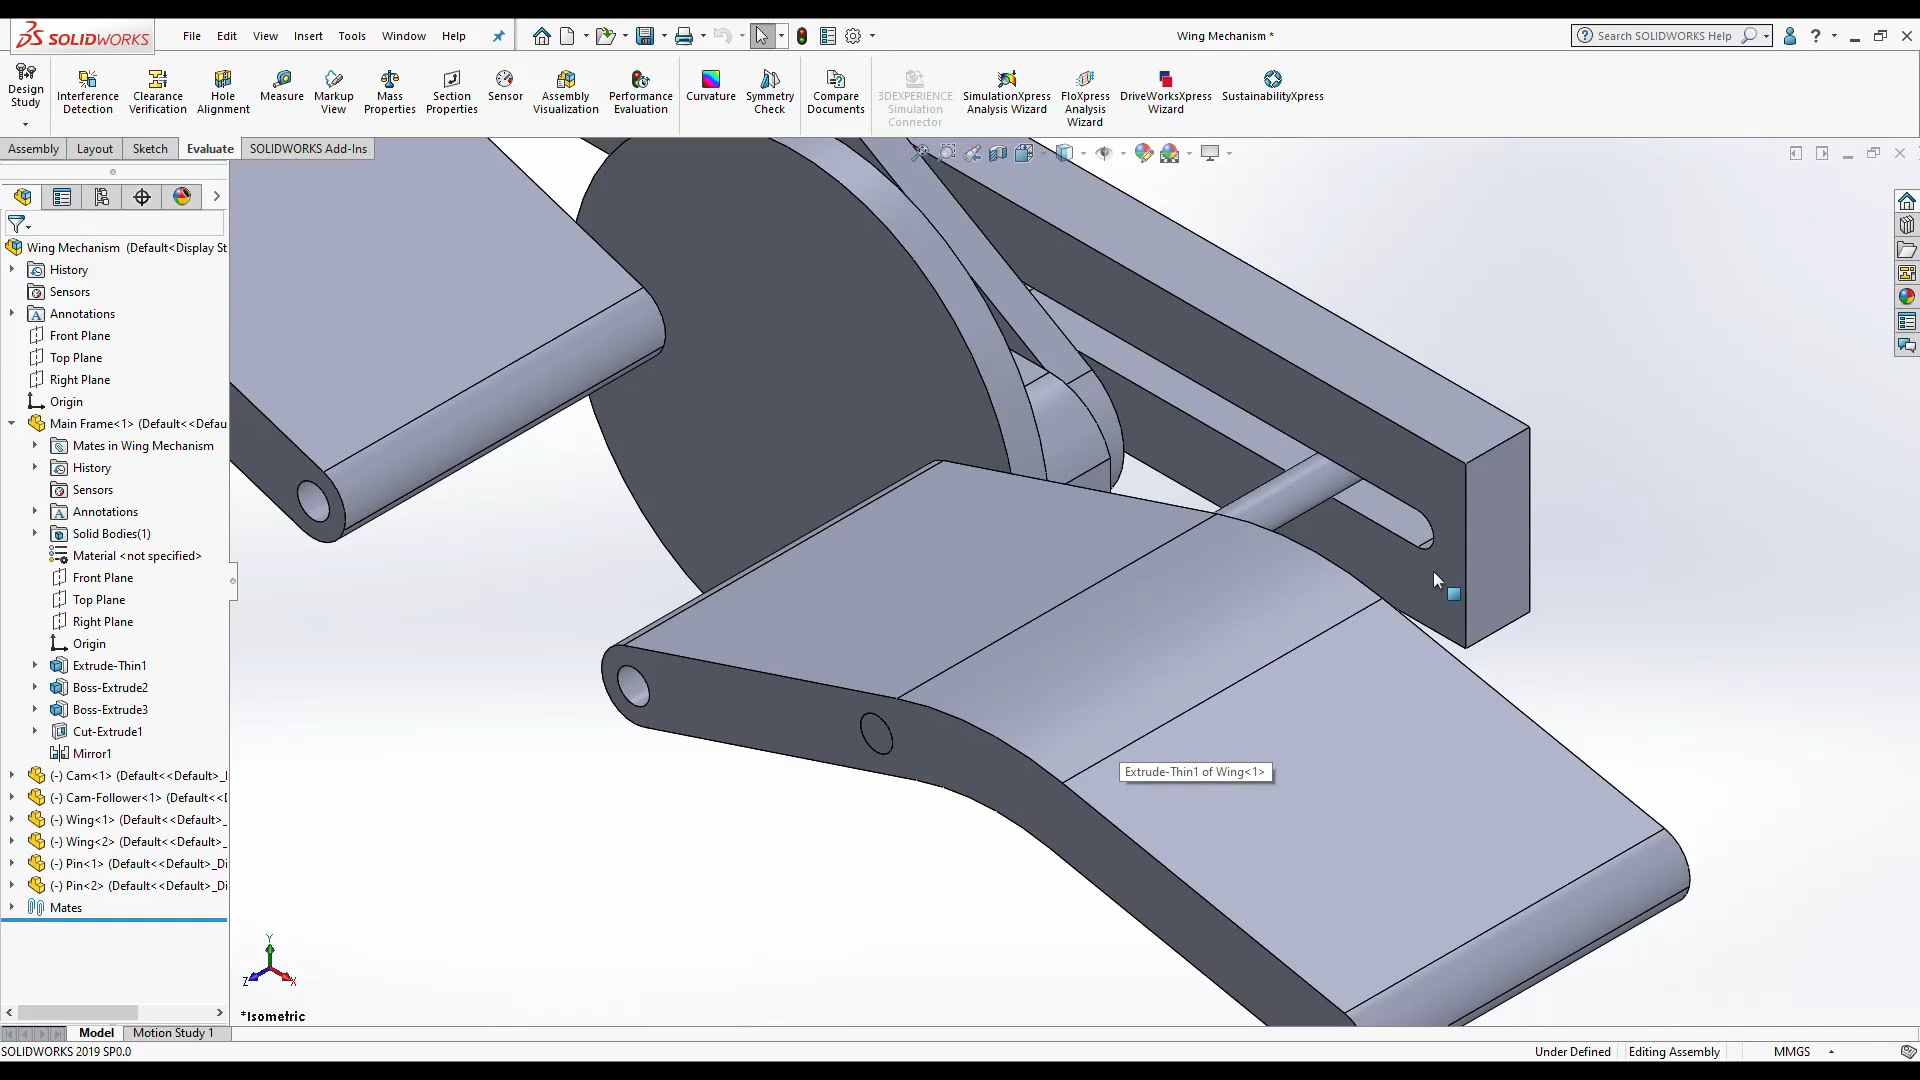 SOLIDWORKS
File Edit View Insert Tools Window Help
Wing Mechanism *
Search SOLIDWORKS Help
?
Design Study
Interference Detection
Clearance Verification
Hole Alignment
Measure
Markup View
Mass Properties
Section Properties
Sensor
Assembly Visualization
Performance Evaluation
Curvature
Symmetry Check
Compare Documents
3DEXPERIENCE Simulation Connector
SimulationXpress Analysis Wizard
FloXpress Analysis Wizard
DriveWorksXpress Wizard
SustainabilityXpress
Assembly Layout Sketch Evaluate SOLIDWORKS Add-Ins
Wing Mechanism (Default<Display St
History
Sensors
Annotations
Front Plane
Top Plane
Right Plane
Origin
Main Frame<1> (Default<<Defau
Mates in Wing Mechanism
History
Sensors
Annotations
Solid Bodies(1)
Material <not specified>
Front Plane
Top Plane
Right Plane
Origin
Extrude-Thin1
Boss-Extrude2
Boss-Extrude3
Cut-Extrude1
Mirror1
(-) Cam<1> (Default<<Default>_
(-) Cam-Follower<1> (Default<<
(-) Wing<1> (Default<<Default>_
(-) Wing<2> (Default<<Default>_
(-) Pin<1> (Default<<Default>_Di
(-) Pin<2> (Default<<Default>_Di
Mates
Extrude-Thin1 of Wing<1>
Y
Z
X
*Isometric
Model Motion Study 1
SOLIDWORKS 2019 SP0.0
Under Defined Editing Assembly MMGS